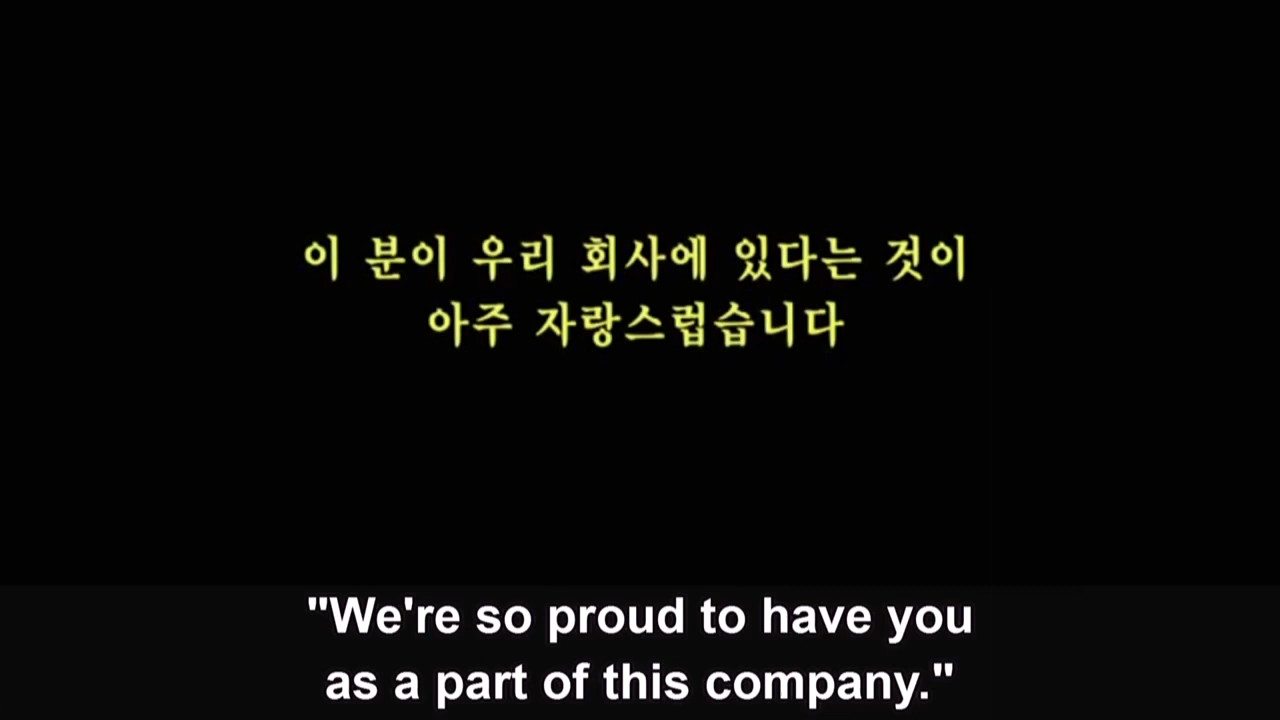 이 분이 우리 회사에 있다는 것이
아주 자랑스럽습니다
"We're so proud to have you
as a part of this company."